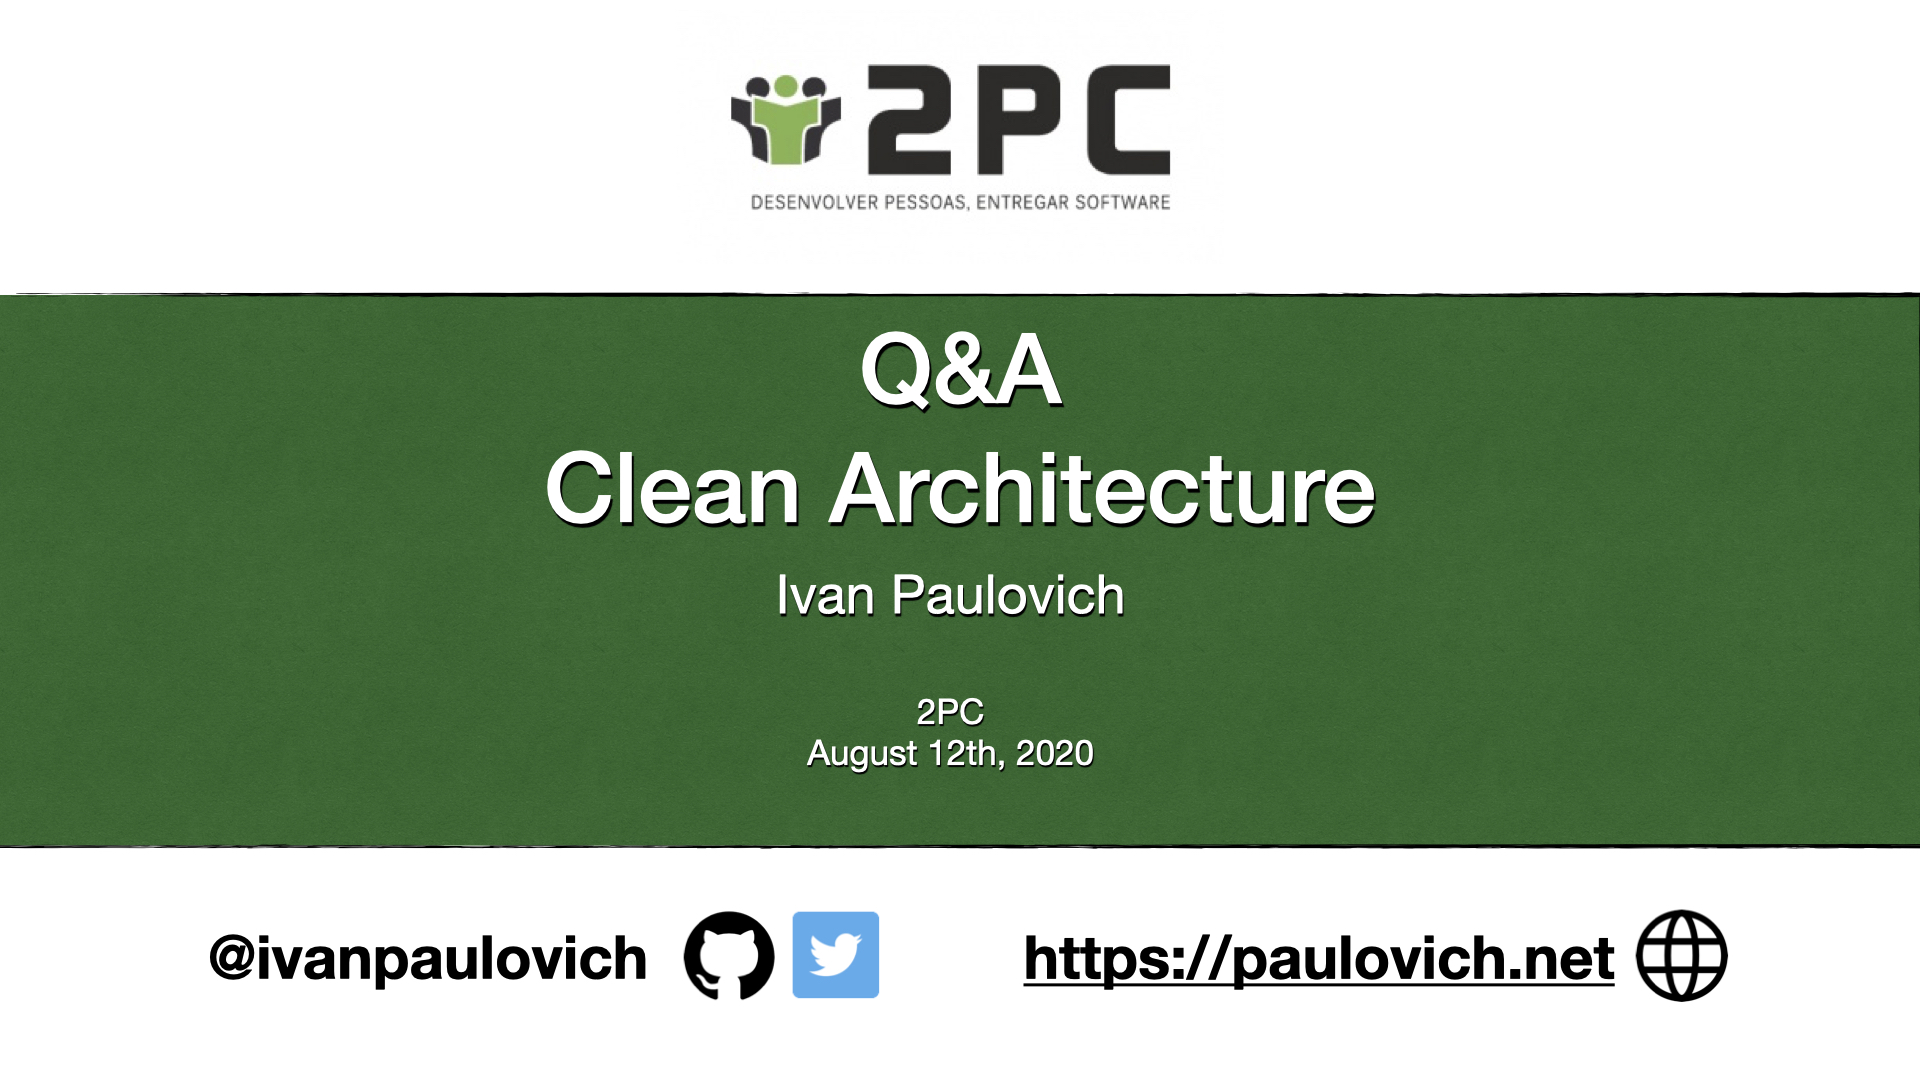 2PC
DESENVOLVER PESSOAS, ENTREGAR SOFTWARE
Q&A
Clean Architecture
Ivan Paulovich
2PC
August 12th, 2020
@ivanpaulovich
https://paulovich.net